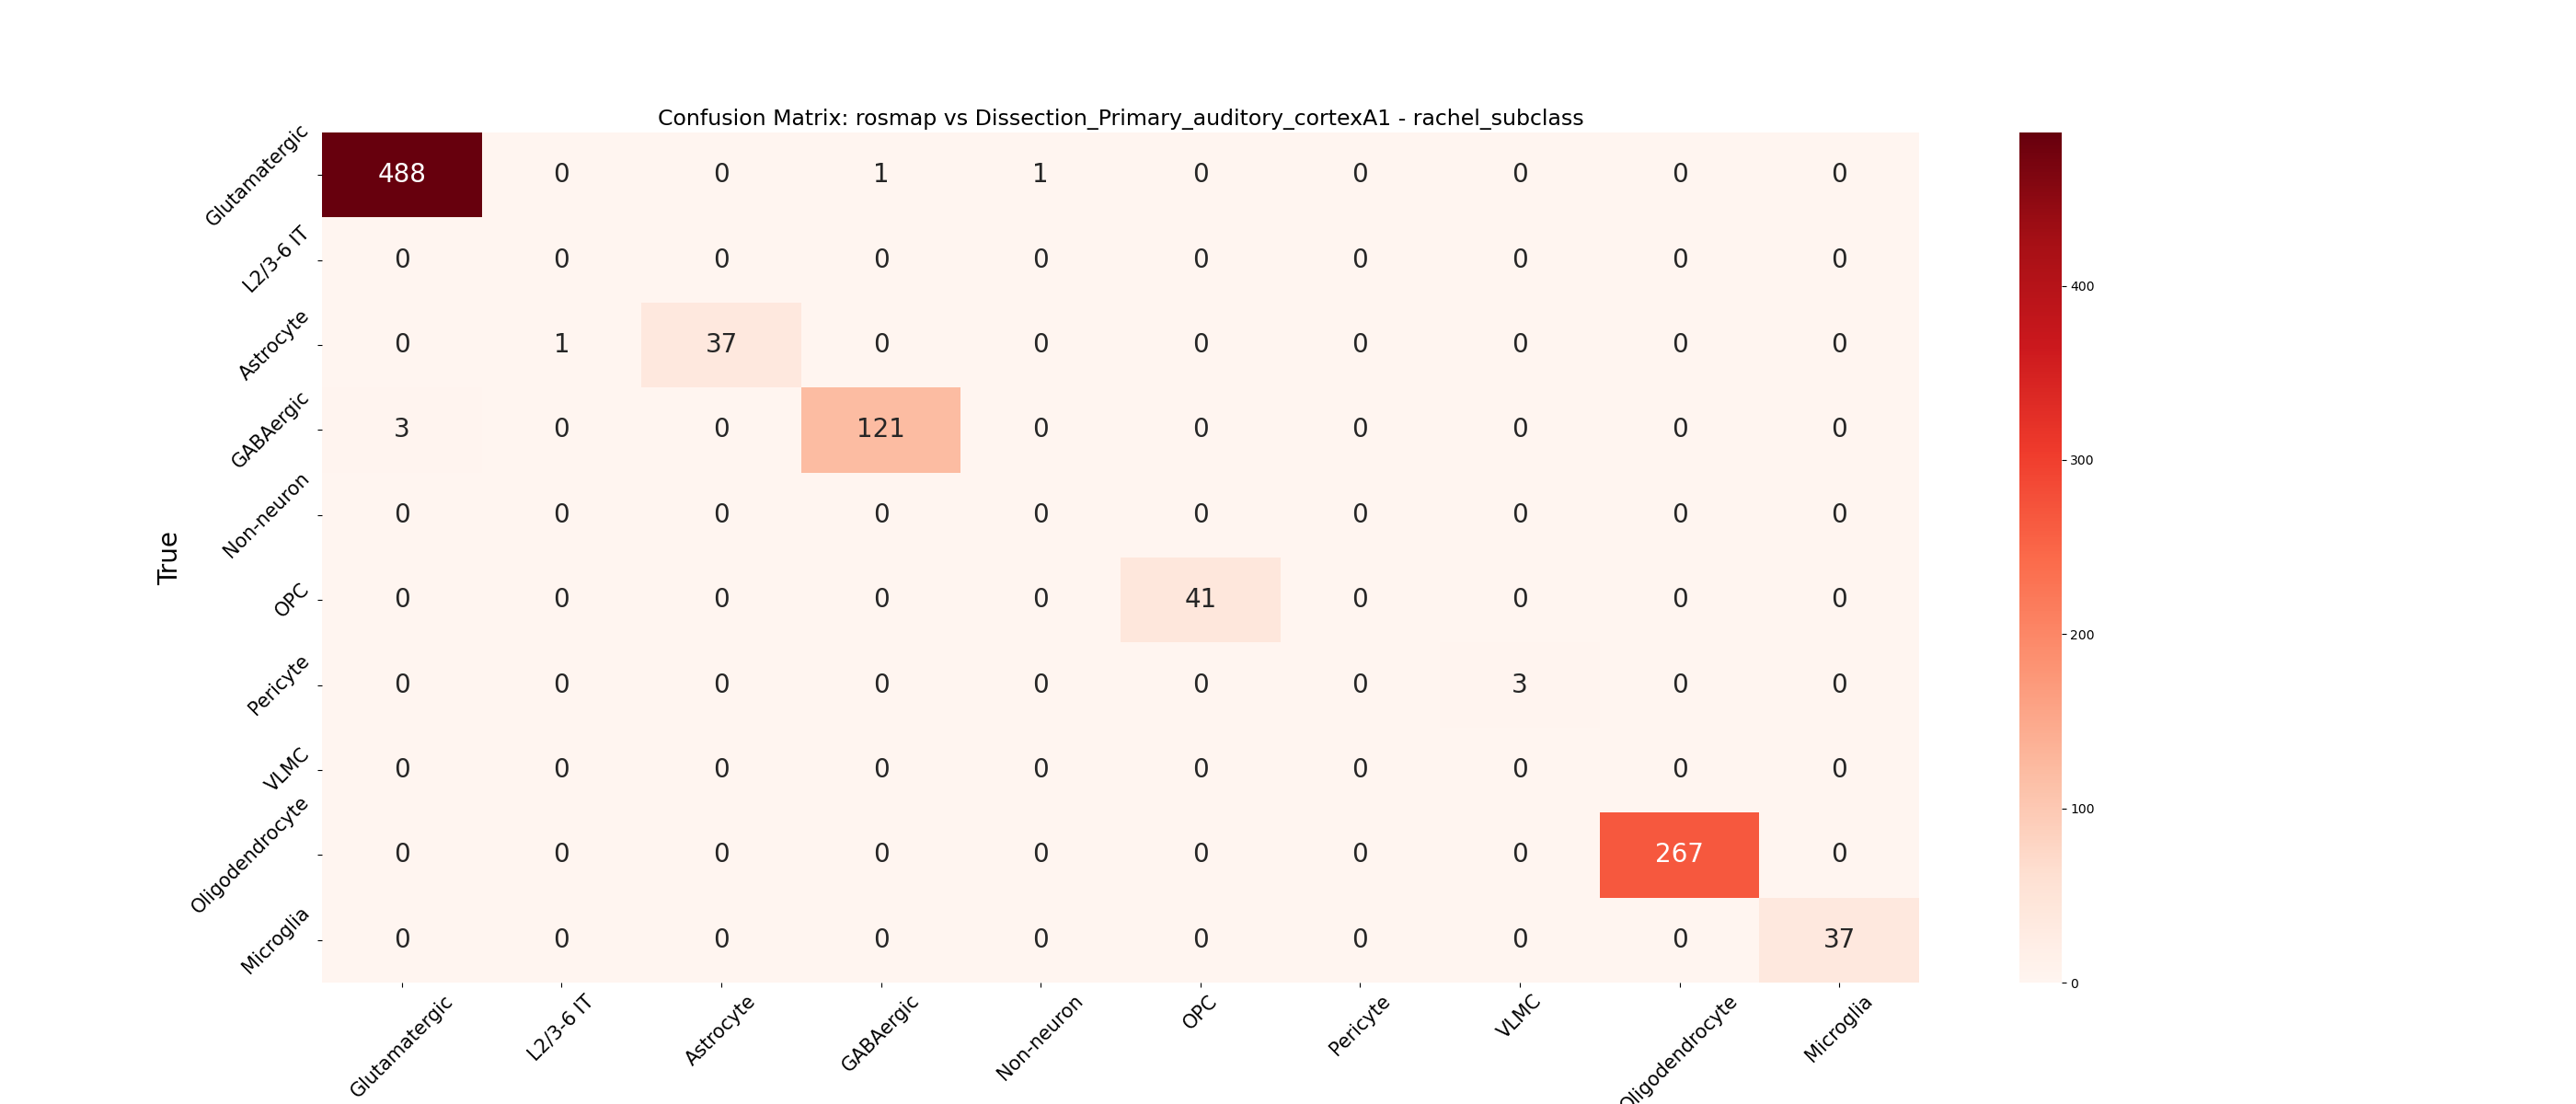 Confusion Matrix: rosmap vs Dissection_Primary_auditory_cortexA1 - rachel_subclass
True
Glutamatergic 488 0 0 1 1 0 0 0 0 0
L2/3-6 IT 0 0 0 0 0 0 0 0 0 0
Astrocyte 0 1 37 0 0 0 0 0 0 0
GABAergic 3 0 0 121 0 0 0 0 0 0
Non-neuron 0 0 0 0 0 0 0 0 0 0
OPC 0 0 0 0 0 41 0 0 0 0
Pericyte 0 0 0 0 0 0 0 3 0 0
VLMC 0 0 0 0 0 0 0 0 0 0
Oligodendrocyte 0 0 0 0 0 0 0 0 267 0
Microglia 0 0 0 0 0 0 0 0 0 37
Glutamatergic L2/3-6 IT Astrocyte GABAergic Non-neuron OPC Pericyte VLMC Oligodendrocyte Microglia
400
300
200
100
0